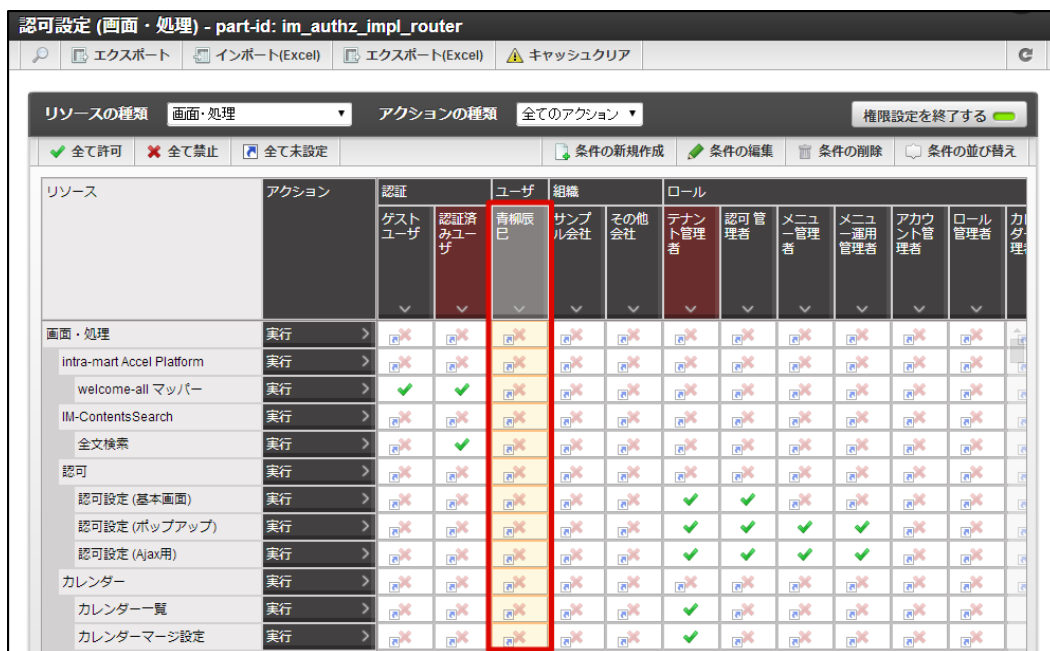 認可設定 (画面・処理) - part-id: im_authz_impl_router
エクスポート インポート(Excel) エクスポート(Excel) キャッシュクリア
リソースの種類 画面・処理 アクションの種類 全てのアクション 権限設定を終了する
全て許可 全て禁止 全て未設定 条件の新規作成 条件の編集 条件の削除 条件の並び替え
リソース アクション 認証 ユーザ 組織 ロール
ゲストユーザ 認証済みユーザ 青柳辰巳 サンプル会社 その他会社 テナント管理者 認可管理者 メニュー管理者 メニュー運用管理者 アカウント管理者 ロール管理者
画面・処理 実行
intra-mart Accel Platform 実行
welcome-all マッパー 実行
IM-ContentsSearch 実行
全文検索 実行
認可 実行
認可設定 (基本画面) 実行
認可設定 (ポップアップ) 実行
認可設定 (Ajax用) 実行
カレンダー 実行
カレンダー一覧 実行
カレンダーマージ設定 実行